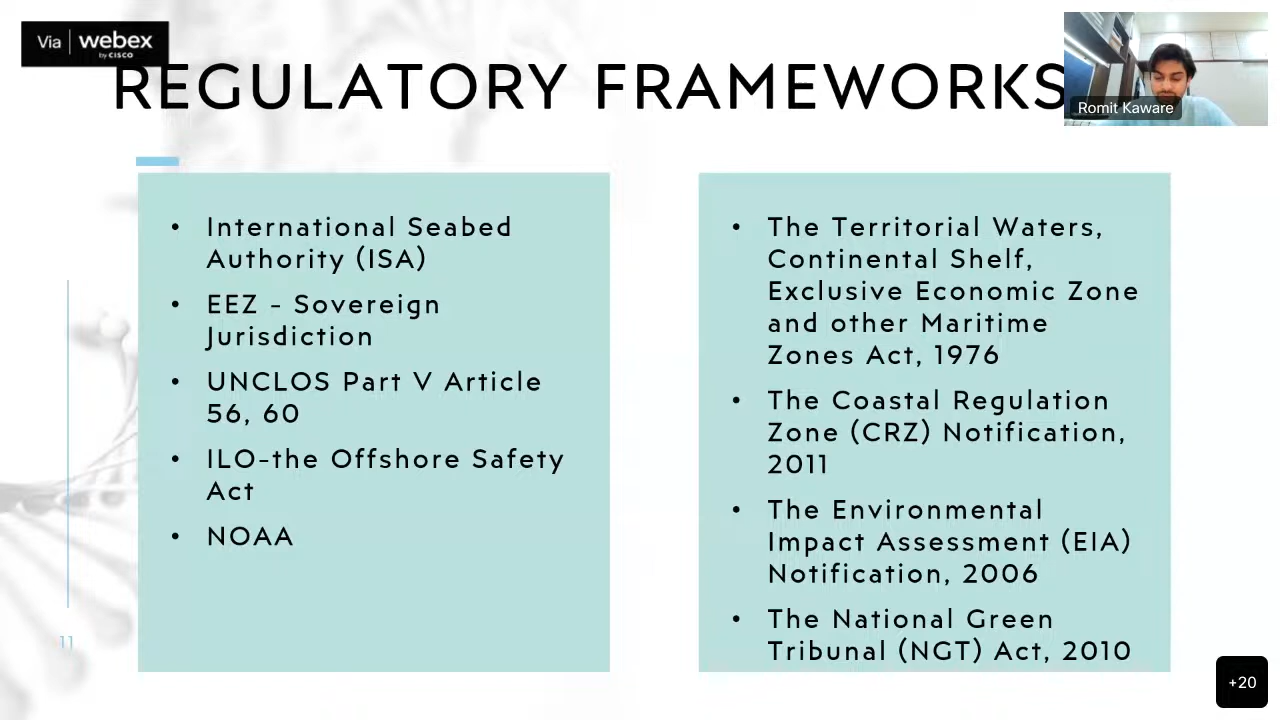 Via webex
by CISCO
REGULATORY FRAMEWORKS
Romit Kaware
• International Seabed
Authority (ISA)
• EEZ - Sovereign
Jurisdiction
• UNCLOS Part V Article
56, 60
• ILO-the Offshore Safety
Act
• NOAA
• The Territorial Waters,
Continental Shelf,
Exclusive Economic Zone
and other Maritime
Zones Act, 1976
• The Coastal Regulation
Zone (CRZ) Notification,
2011
• The Environmental
Impact Assessment (EIA)
Notification, 2006
• The National Green
Tribunal (NGT) Act, 2010
11
+20